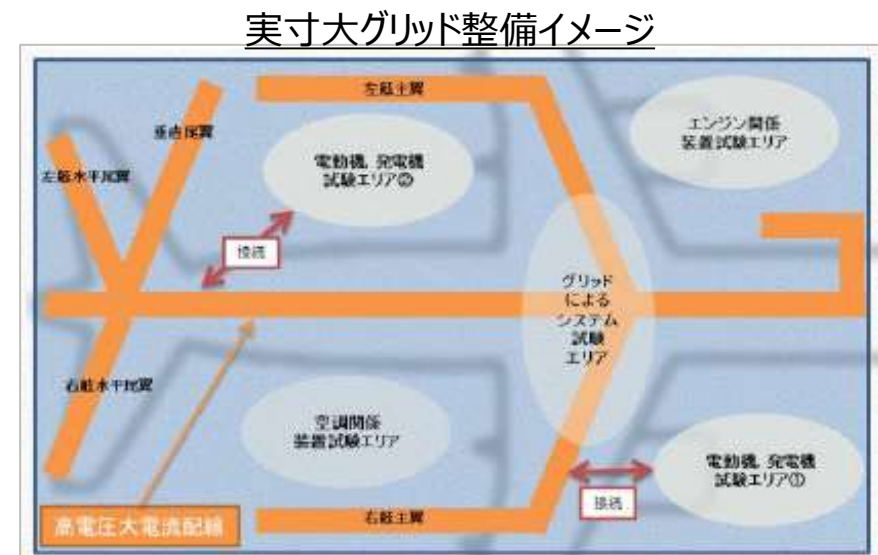 実寸大グリッド整備イメージ
左舷主翼
エンジン関係
装置試験エリア
垂直尾翼
電動機、発電機
試験エリア②
左舷水平尾翼
接続
グリッド
による
システム
試験
エリア
右舷水平尾翼
空調関係
装置試験エリア
電動機、発電機
試験エリア①
接続
高電圧大電流配線
右舷主翼